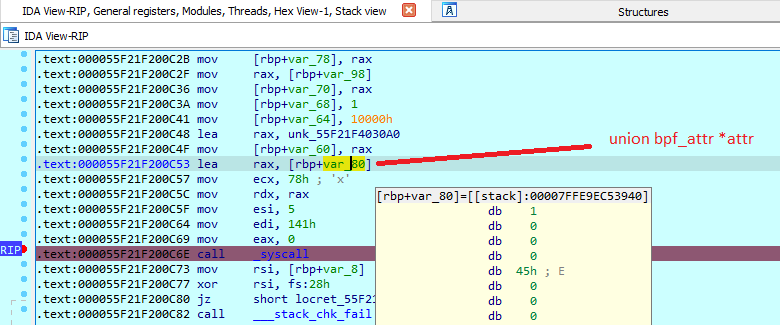 IDA View-RIP, General registers, Modules, Threads, Hex View-1, Stack view
Structures
IDA View-RIP
.text:000055F21F200C2B mov [rbp+var_78], rax
.text:000055F21F200C2F mov rax, [rbp+var_98]
.text:000055F21F200C36 mov [rbp+var_70], rax
.text:000055F21F200C3A mov [rbp+var_68], 1
.text:000055F21F200C41 mov [rbp+var_64], 10000h
.text:000055F21F200C48 lea rax, unk_55F21F4030A0
.text:000055F21F200C4F mov [rbp+var_60], rax
.text:000055F21F200C53 lea rax, [rbp+var_80]
union bpf_attr *attr
.text:000055F21F200C57 mov ecx, 78h ; 'x'
.text:000055F21F200C5C mov rdx, rax
.text:000055F21F200C5F mov esi, 5
.text:000055F21F200C64 mov edi, 141h
.text:000055F21F200C69 mov eax, 0
RIP .text:000055F21F200C6E call _syscall
.text:000055F21F200C73 mov rsi, [rbp+var_8]
.text:000055F21F200C77 xor rsi, fs:28h
.text:000055F21F200C80 jz short locret_55F21
.text:000055F21F200C82 call ___stack_chk_fail
[rbp+var_80]=[[stack]:00007FFE9EC53940]
db 1
db 0
db 0
db 0
db 45h ; E
db 0
db 0
db 0